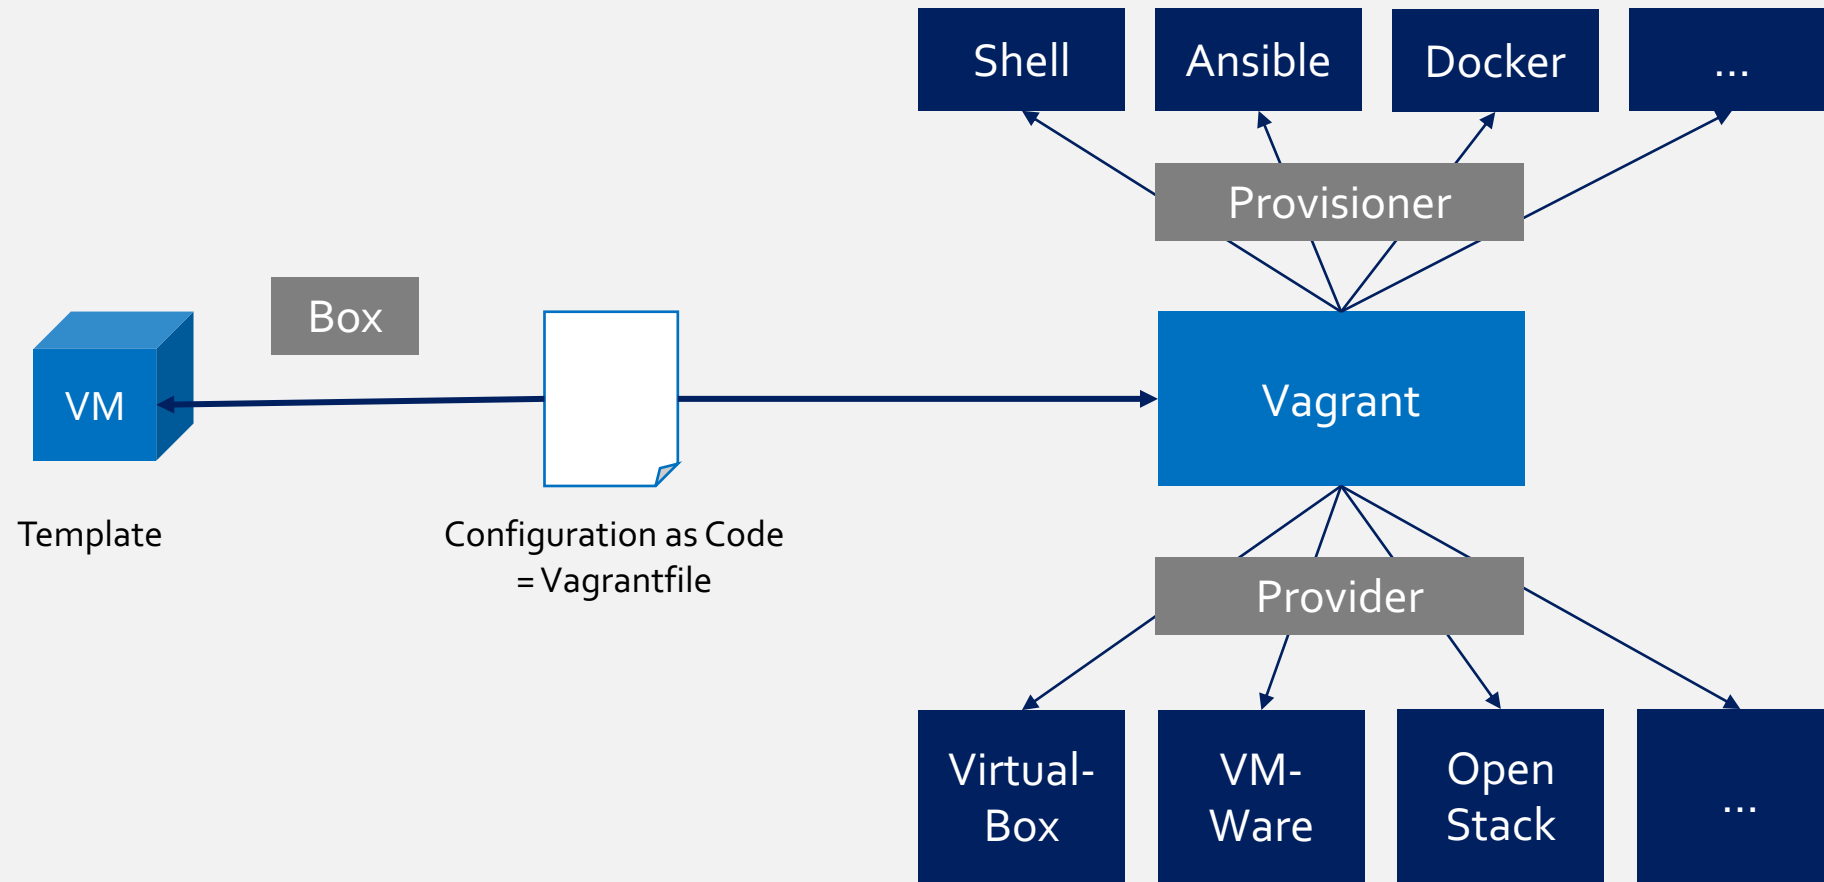 Shell
Ansible
Docker
...
Provisioner
Box
VM
Vagrant
Template
Configuration as Code
= Vagrantfile
Provider
Virtual-
Box
VM-
Ware
Open
Stack
...